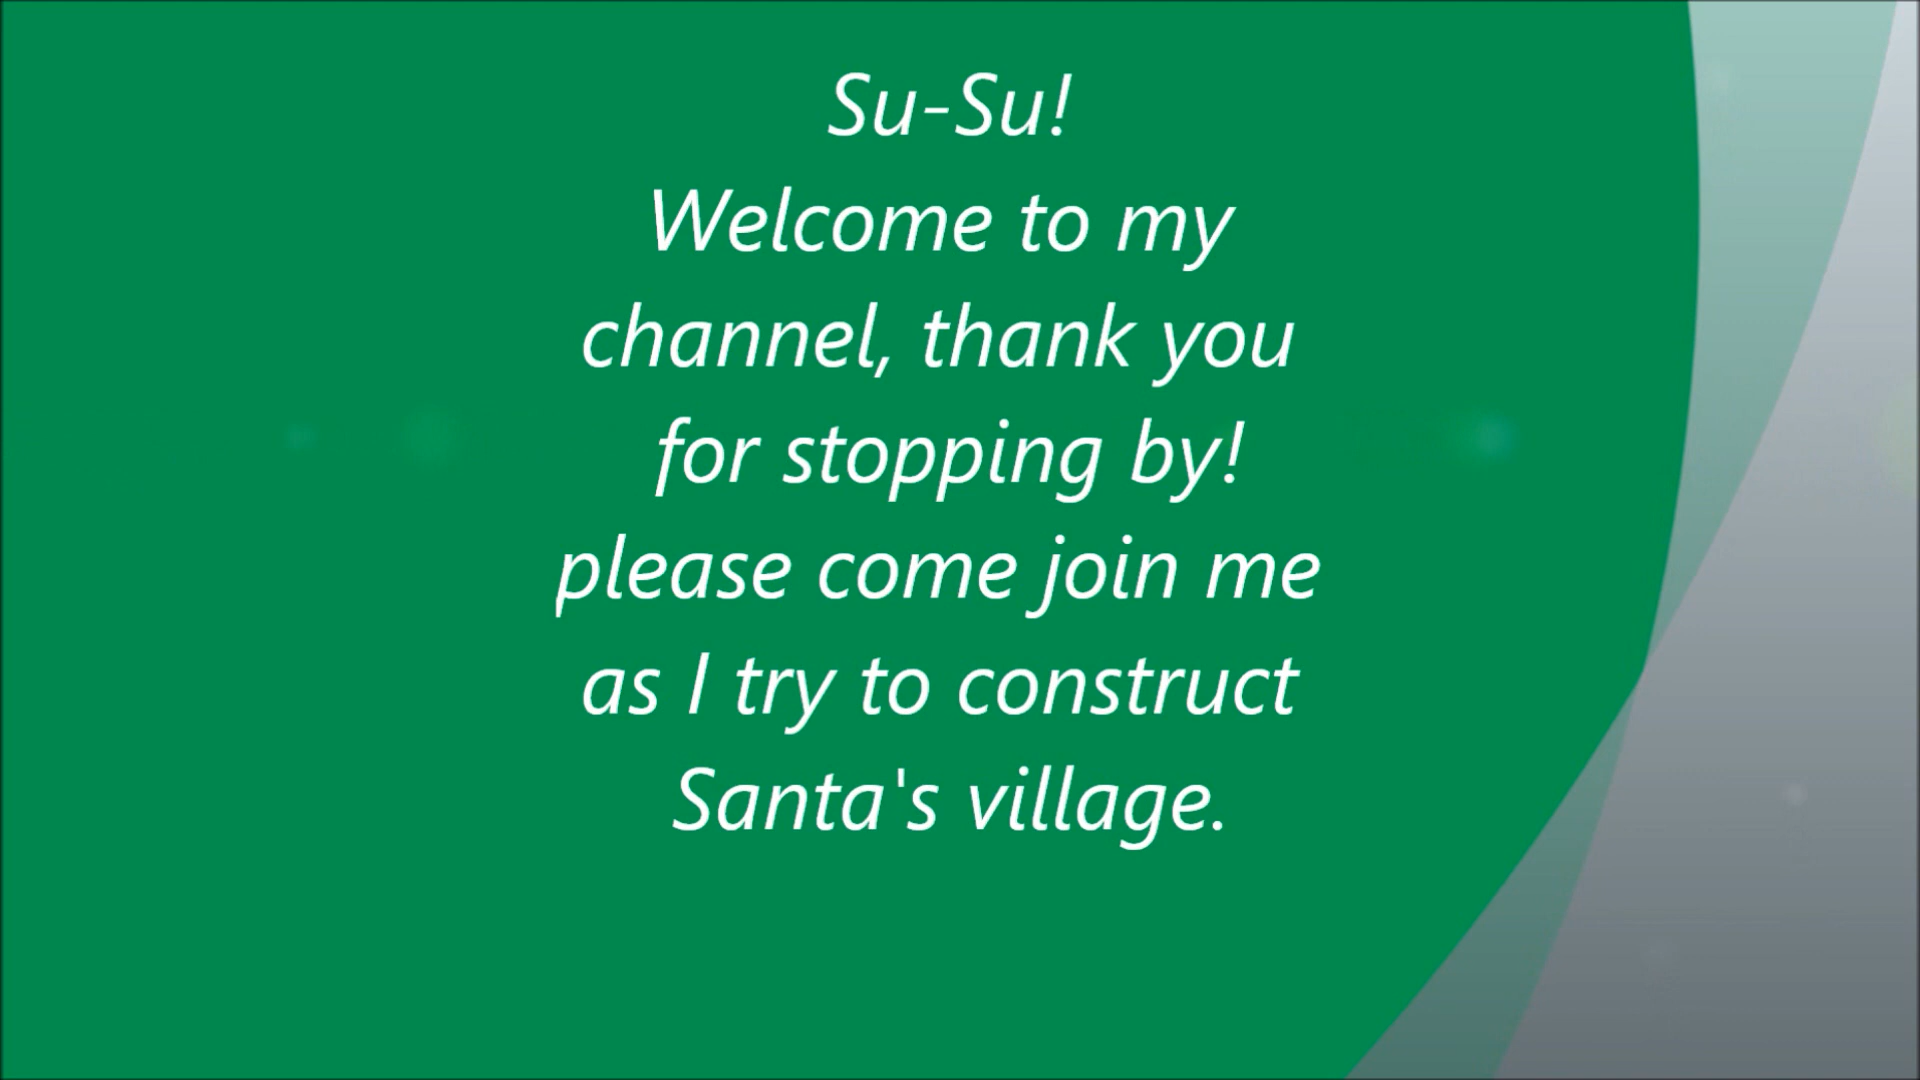 Su-Su!
Welcome to my
channel, thank you
for stopping by!
please come join me
as I try to construct
Santa's village.